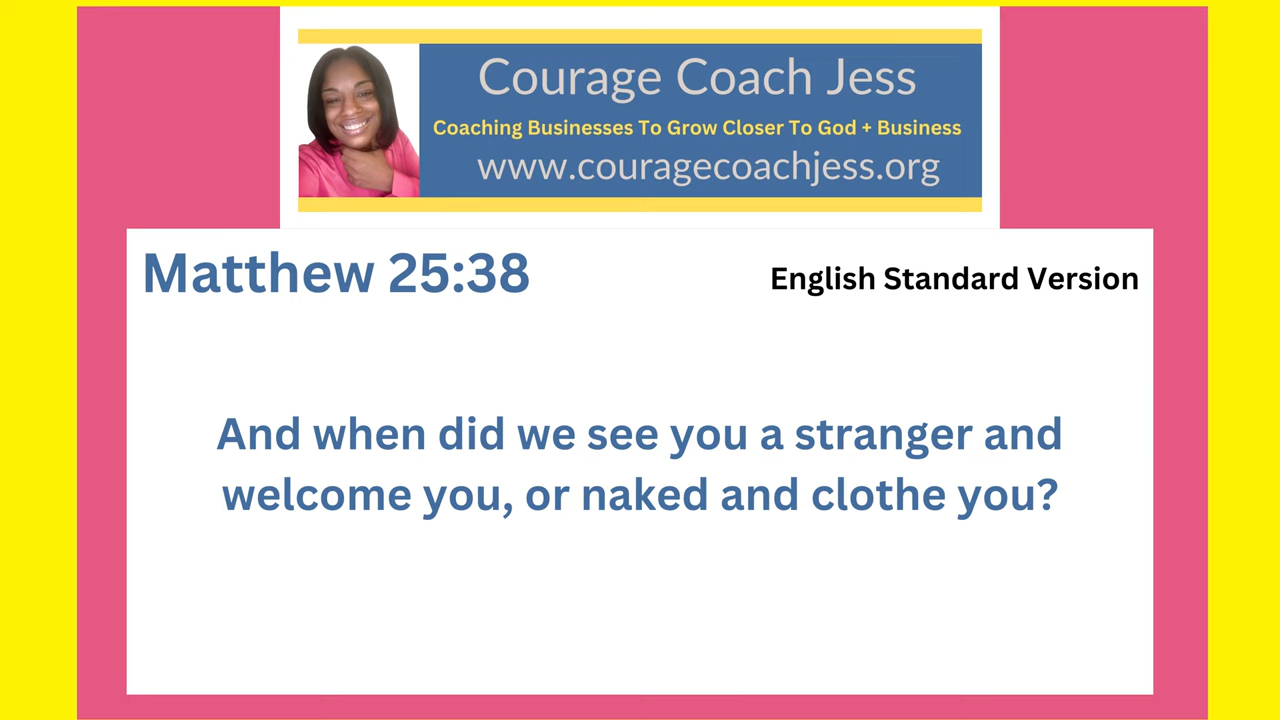 Courage Coach Jess
Coaching Businesses To Grow Closer To God + Business
www.couragecoachjess.org
Matthew 25:38
English Standard Version
And when did we see you a stranger and
welcome you, or naked and clothe you?